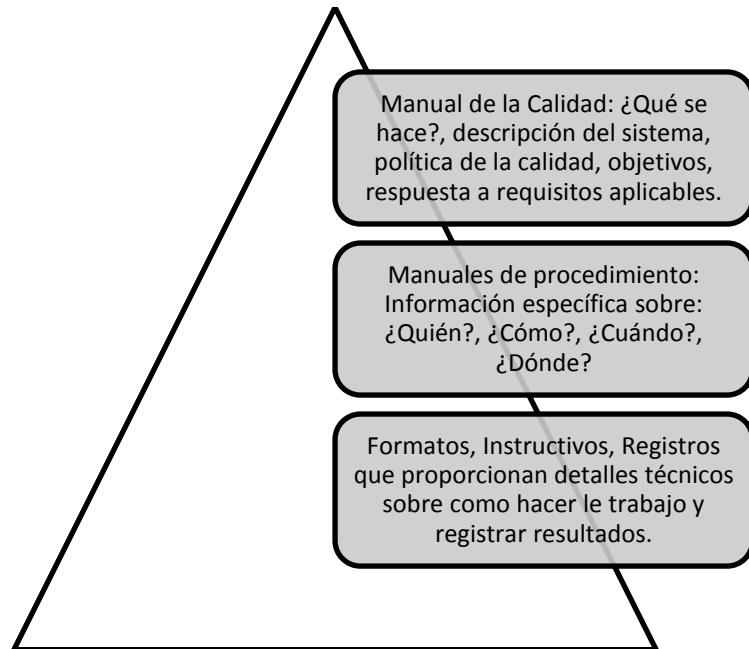 Manual de la Calidad: ¿Qué se
hace?, descripción del sistema,
política de la calidad, objetivos,
respuesta a requisitos aplicables.
Manuales de procedimiento:
Información específica sobre:
¿Quién?, ¿Cómo?, ¿Cuándo?,
¿Dónde?
Formatos, Instructivos, Registros
que proporcionan detalles técnicos
sobre como hacer le trabajo y
registrar resultados.